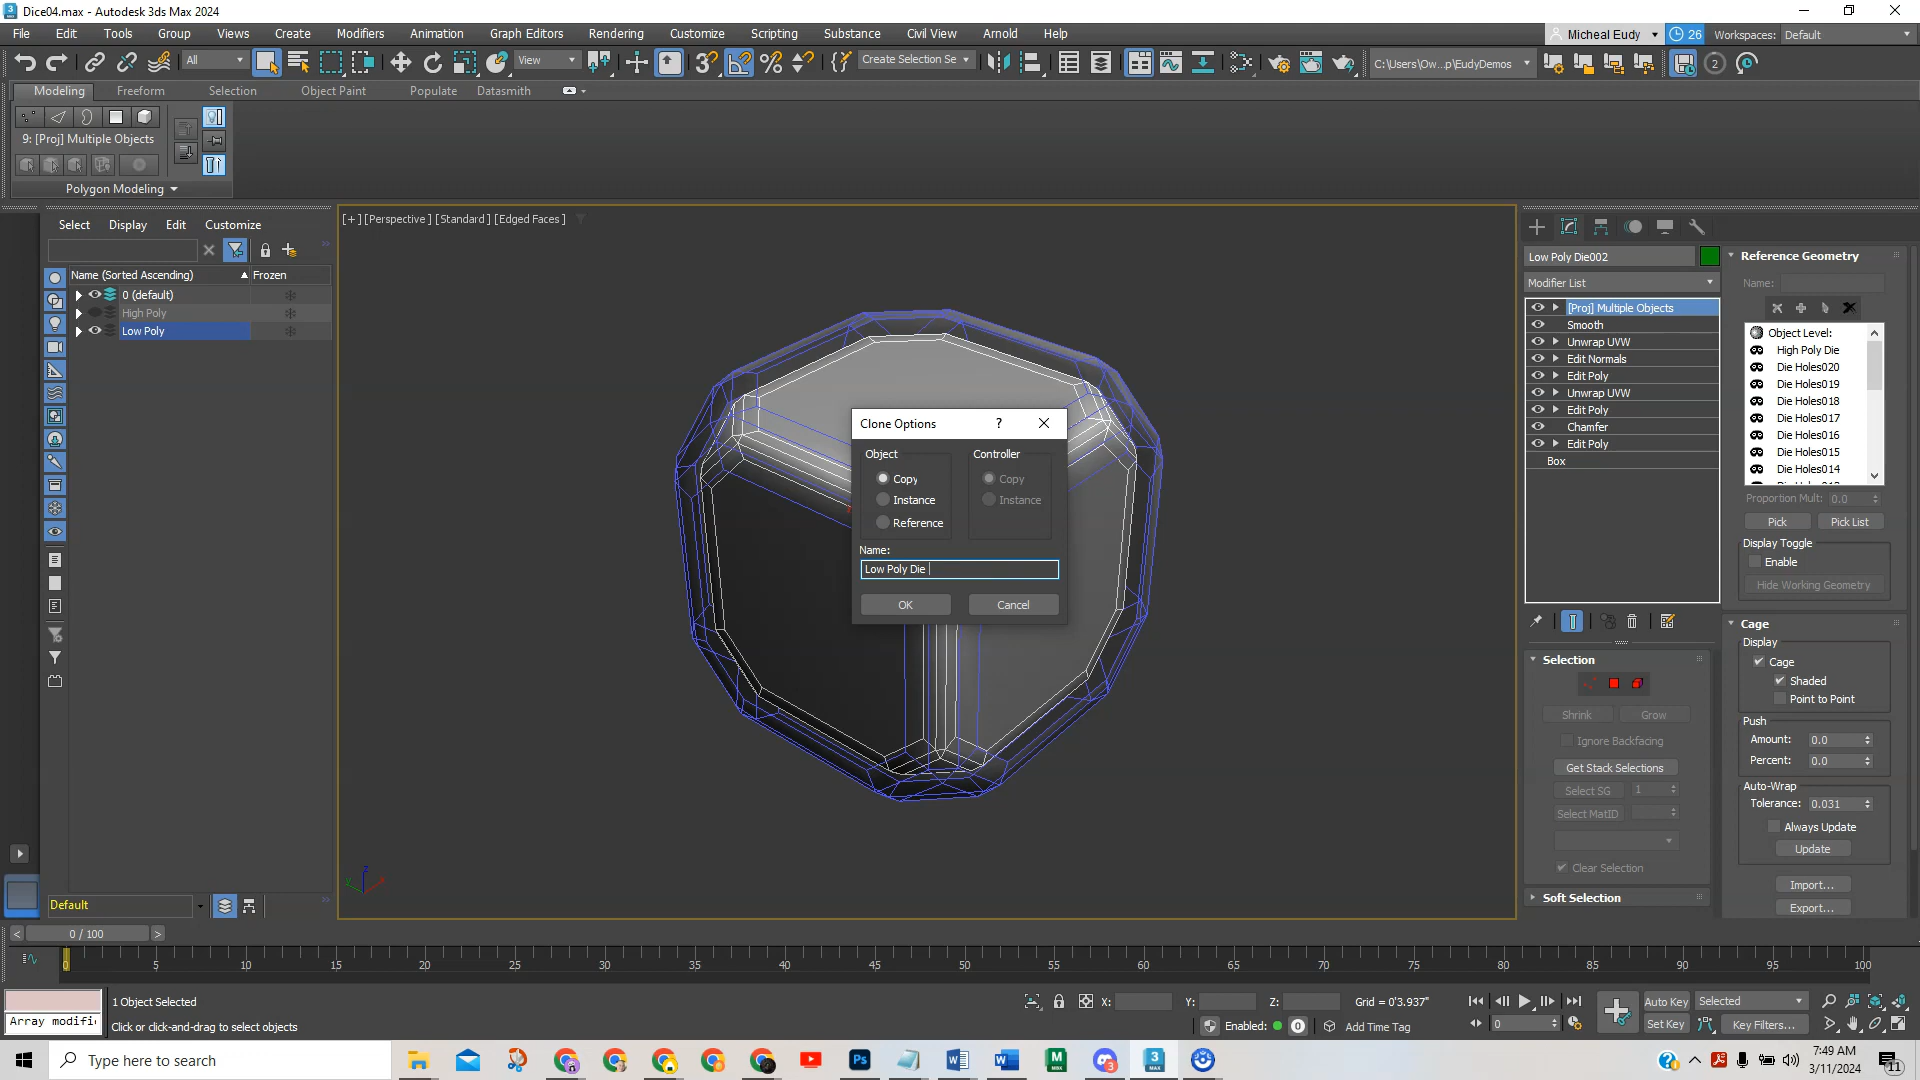 Dice04.max - Autodesk 3ds Max 2024
File Edit Tools Group Views Create Modifiers Animation Graph Editors Rendering Customize Scripting Substance Civil View Arnold Help
Micheal Eudy 26 Workspaces: Default
All View Create Selection Se C:\Users\Ow...p\EudyDemos 2
Modeling Freeform Selection Object Paint Populate Datasmith
9: [Proj] Multiple Objects
Polygon Modeling
Select Display Edit Customize
Name (Sorted Ascending) Frozen
0 (default)
High Poly
Low Poly
[+] [Perspective] [Standard] [Edged Faces]
Clone Options ?
Object Controller
Copy Copy
Instance Instance
Reference
Name:
Low Poly Die
OK Cancel
Low Poly Die002
Modifier List
[Proj] Multiple Objects
Smooth
Unwrap UVW
Edit Normals
Edit Poly
Unwrap UVW
Edit Poly
Chamfer
Edit Poly
Box
Selection
Shrink Grow
Ignore Backfacing
Get Stack Selections
Select SG 1
Select MatID
Clear Selection
Soft Selection
Reference Geometry
Name:
Object Level:
High Poly Die
Die Holes020
Die Holes019
Die Holes018
Die Holes017
Die Holes016
Die Holes015
Die Holes014
Proportion Mult: 0.0
Pick Pick List
Display Toggle
Enable
Hide Working Geometry
Cage
Display
Cage
Shaded
Point to Point
Push
Amount: 0.0
Percent: 0.0
Auto-Wrap
Tolerance: 0.031
Always Update
Update
Import...
Export...
Default
0 / 100
0 5 10 15 20 25 30 35 40 45 50 55 60 65 70 75 80 85 90 95 100
1 Object Selected X: Y: Z: Grid = 0'3.937" Auto Key Selected
Array modifi Click or click-and-drag to select objects Enabled: 0 Add Time Tag 0 Set Key Key Filters...
Type here to search
7:49 AM
3/11/2024
11